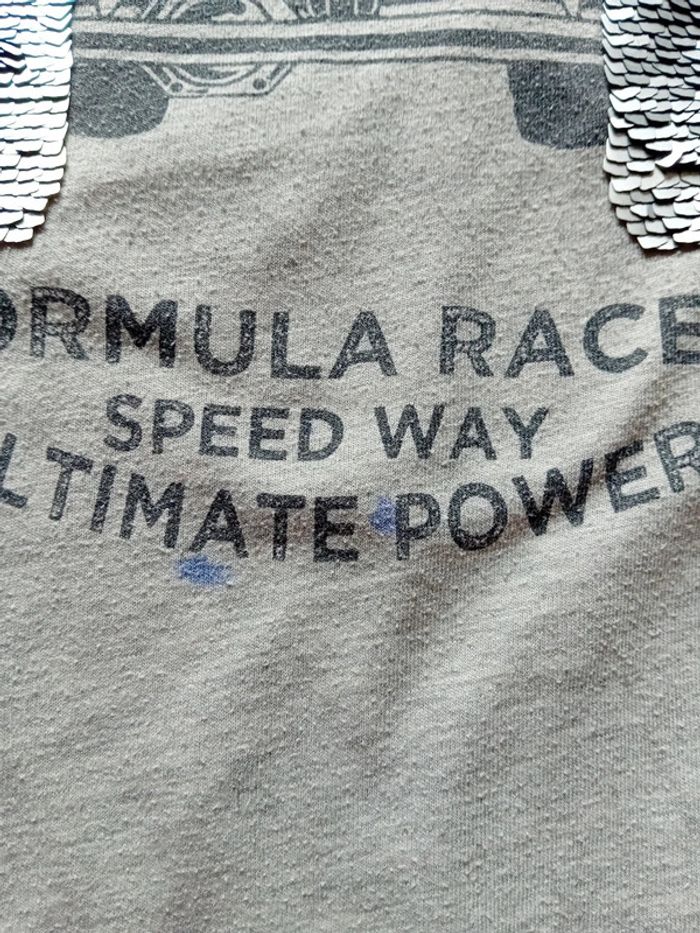 ORMULA RACE
SPEED WAY
LTIMATE POWER